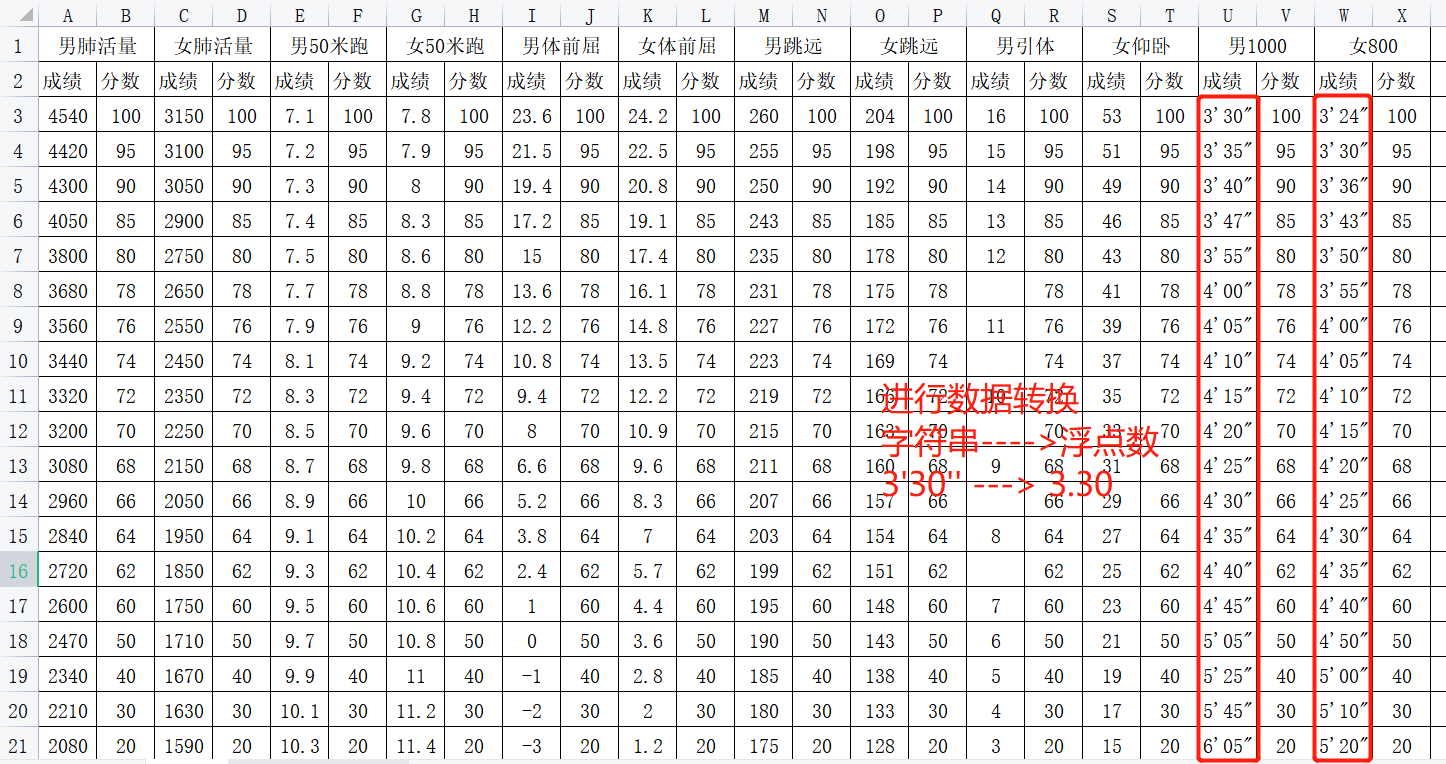 A B C D E F G H I J K L M N O P Q R S T U V W X
1 男肺活量 女肺活量 男50米跑 女50米跑 男体前屈 女体前屈 男跳远 女跳远 男引体 女仰卧 男1000 女800
2 成绩 分数 成绩 分数 成绩 分数 成绩 分数 成绩 分数 成绩 分数 成绩 分数 成绩 分数 成绩 分数 成绩 分数 成绩 分数 成绩 分数
3 4540 100 3150 100 7.1 100 7.8 100 23.6 100 24.2 100 260 100 204 100 16 100 53 100 3'30" 100 3'24" 100
4 4420 95 3100 95 7.2 95 7.9 95 21.5 95 22.5 95 255 95 198 95 15 95 51 95 3'35" 95 3'30" 95
5 4300 90 3050 90 7.3 90 8 90 19.4 90 20.8 90 250 90 192 90 14 90 49 90 3'40" 90 3'36" 90
6 4050 85 2900 85 7.4 85 8.3 85 17.2 85 19.1 85 243 85 185 85 13 85 46 85 3'47" 85 3'43" 85
7 3800 80 2750 80 7.5 80 8.6 80 15 80 17.4 80 235 80 178 80 12 80 43 80 3'55" 80 3'50" 80
8 3680 78 2650 78 7.7 78 8.8 78 13.6 78 16.1 78 231 78 175 78 78 41 78 4'00" 78 3'55" 78
9 3560 76 2550 76 7.9 76 9 76 12.2 76 14.8 76 227 76 172 76 11 76 39 76 4'05" 76 4'00" 76
10 3440 74 2450 74 8.1 74 9.2 74 10.8 74 13.5 74 223 74 169 74 74 37 74 4'10" 74 4'05" 74
11 3320 72 2350 72 8.3 72 9.4 72 9.4 72 12.2 72 219 72 166 72 10 72 35 72 4'15" 72 4'10" 72
进行数据转换
12 3200 70 2250 70 8.5 70 9.6 70 8 70 10.9 70 215 70 163 70 70 33 70 4'20" 70 4'15" 70
字符串----->浮点数
13 3080 68 2150 68 8.7 68 9.8 68 6.6 68 9.6 68 211 68 160 68 9 68 31 68 4'25" 68 4'20" 68
3'30'' ---> 3.30
14 2960 66 2050 66 8.9 66 10 66 5.2 66 8.3 66 207 66 157 66 66 29 66 4'30" 66 4'25" 66
15 2840 64 1950 64 9.1 64 10.2 64 3.8 64 7 64 203 64 154 64 8 64 27 64 4'35" 64 4'30" 64
16 2720 62 1850 62 9.3 62 10.4 62 2.4 62 5.7 62 199 62 151 62 62 25 62 4'40" 62 4'35" 62
17 2600 60 1750 60 9.5 60 10.6 60 1 60 4.4 60 195 60 148 60 7 60 23 60 4'45" 60 4'40" 60
18 2470 50 1710 50 9.7 50 10.8 50 0 50 3.6 50 190 50 143 50 6 50 21 50 5'05" 50 4'50" 50
19 2340 40 1670 40 9.9 40 11 40 -1 40 2.8 40 185 40 138 40 5 40 19 40 5'25" 40 5'00" 40
20 2210 30 1630 30 10.1 30 11.2 30 -2 30 2 30 180 30 133 30 4 30 17 30 5'45" 30 5'10" 30
21 2080 20 1590 20 10.3 20 11.4 20 -3 20 1.2 20 175 20 128 20 3 20 15 20 6'05" 20 5'20" 20